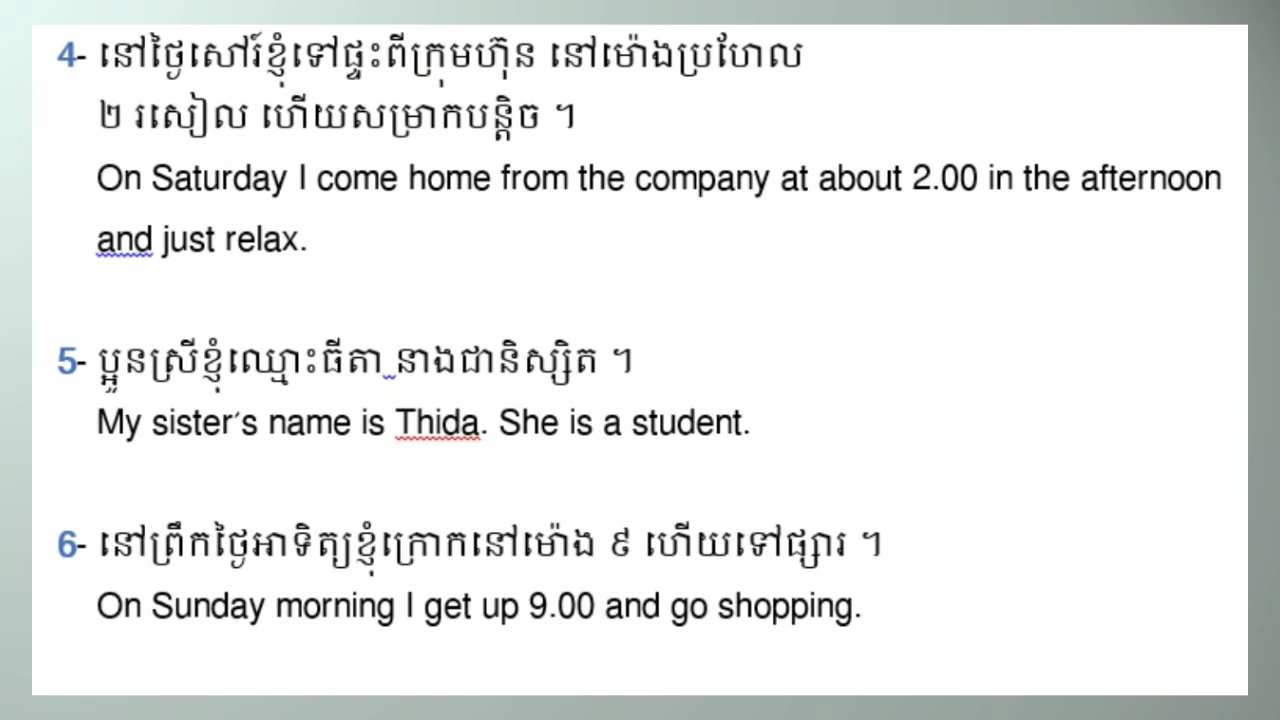 4- នៅថ្ងៃសៅរ៍ខ្ញុំទៅផ្ទះពីក្រុមហ៊ុន នៅម៉ោងប្រហែល
២ រសៀល ហើយសម្រាកបន្តិច ។
On Saturday I come home from the company at about 2.00 in the afternoon
and just relax.
5- ប្អូនស្រីខ្ញុំឈ្មោះធីតា នាងជានិស្សិត ។
My sister′s name is Thida. She is a student.
6- នៅព្រឹកថ្ងៃអាទិត្យខ្ញុំក្រោកនៅម៉ោង ៩ ហើយទៅផ្សារ ។
On Sunday morning I get up 9.00 and go shopping.